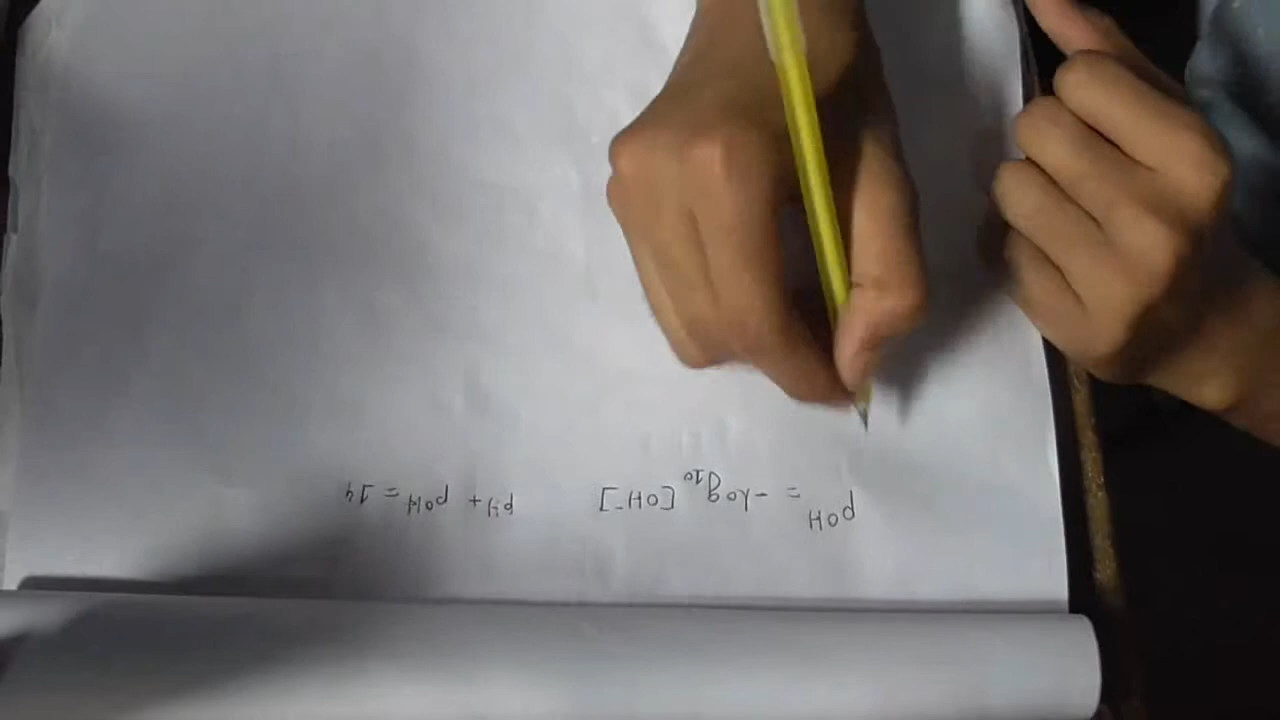 pOH = -log10 [OH-] pH + pOH = 14